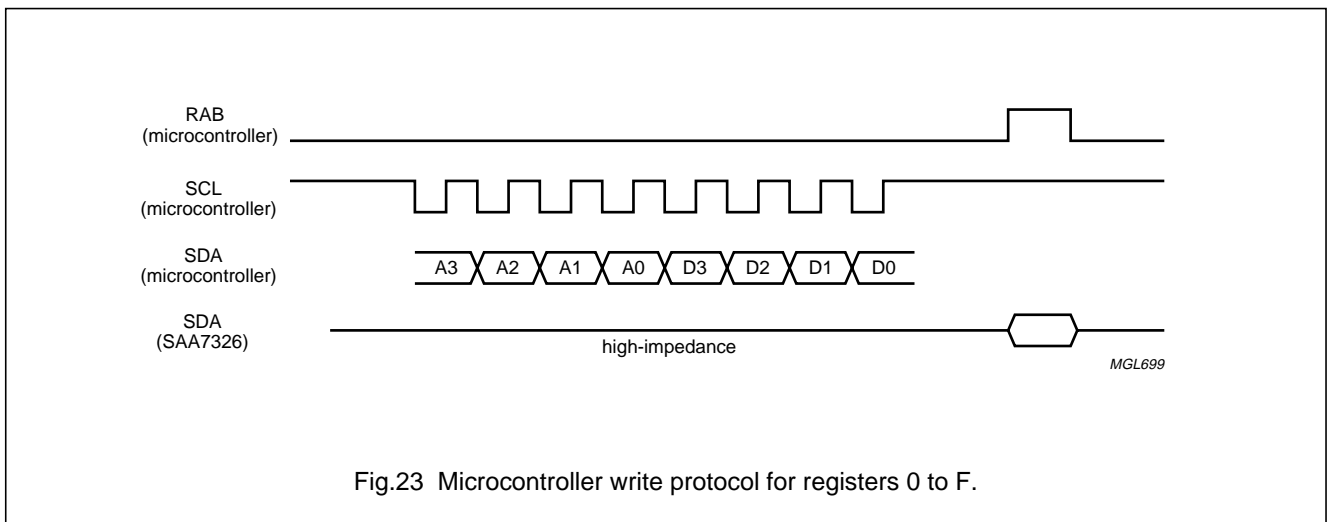 RAB
(microcontroller)
SCL
(microcontroller)
SDA
(microcontroller)
A3 A2 A1 A0 D3 D2 D1 D0
SDA
(SAA7326)
high-impedance
MGL699
Fig.23 Microcontroller write protocol for registers 0 to F.